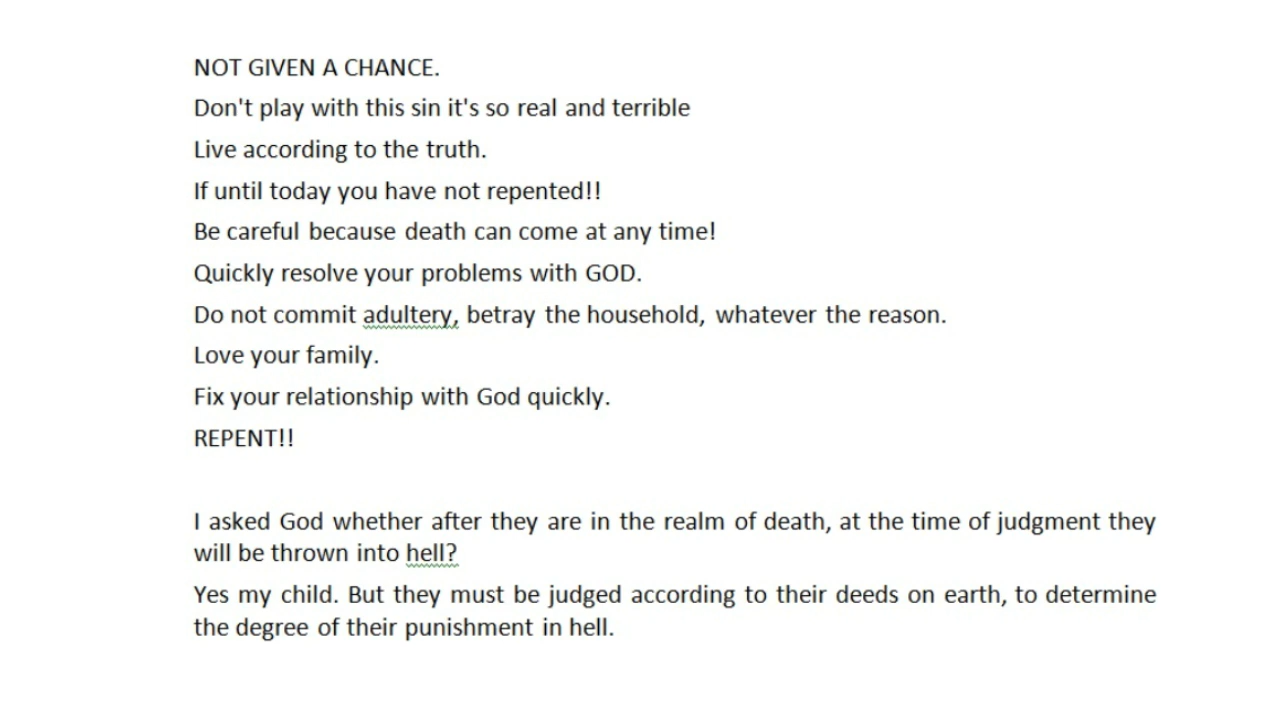 NOT GIVEN A CHANCE.
Don't play with this sin it's so real and terrible
Live according to the truth.
If until today you have not repented!!
Be careful because death can come at any time!
Quickly resolve your problems with GOD.
Do not commit adultery, betray the household, whatever the reason.
Love your family.
Fix your relationship with God quickly.
REPENT!!
I asked God whether after they are in the realm of death, at the time of judgment they
will be thrown into hell?
Yes my child. But they must be judged according to their deeds on earth, to determine
the degree of their punishment in hell.